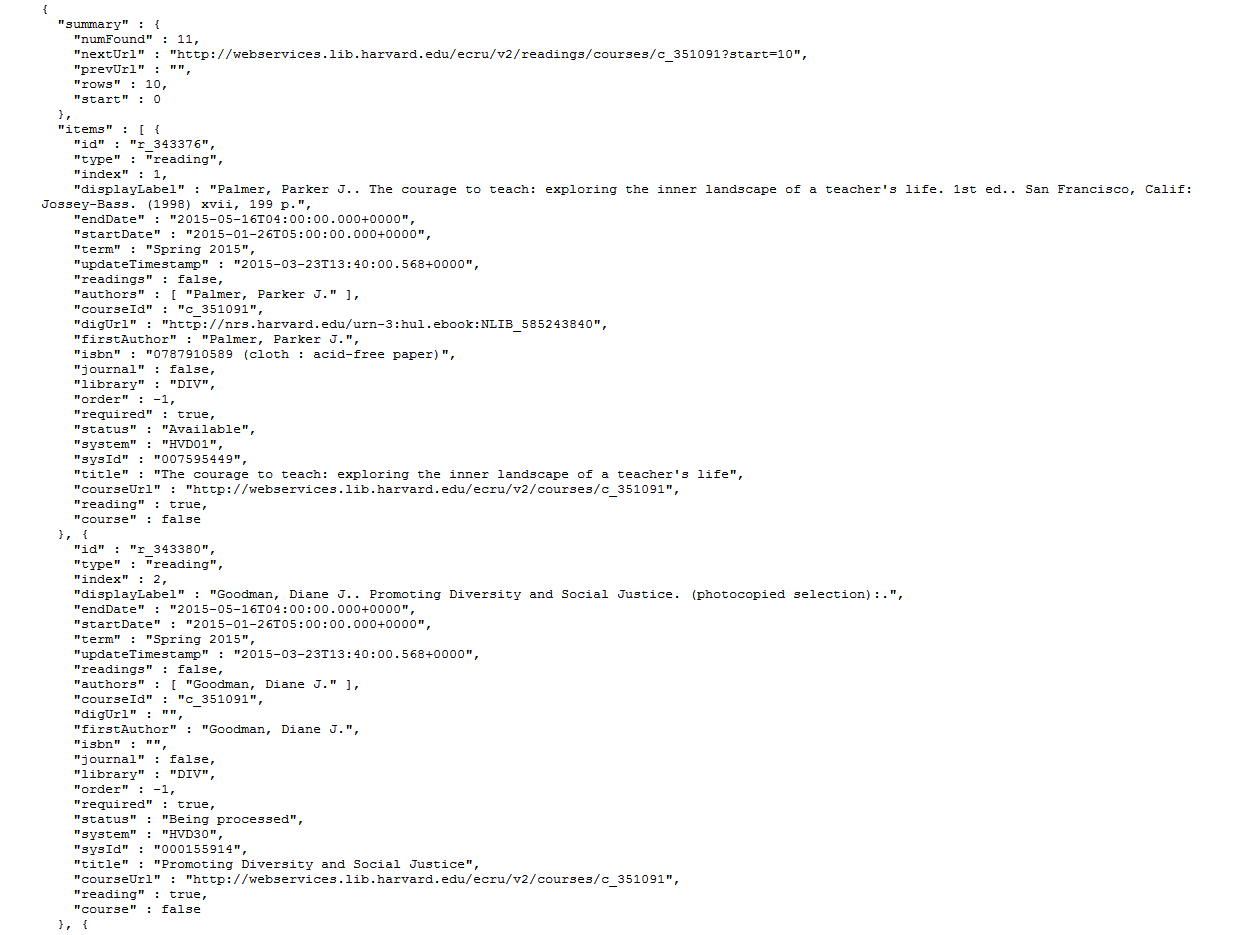 {
  "summary" : {
    "numFound" : 11,
    "nextUrl" : "http://webservices.lib.harvard.edu/ecru/v2/readings/courses/c_351091?start=10",
    "prevUrl" : "",
    "rows" : 10,
    "start" : 0
  },
  "items" : [ {
    "id" : "r_343376",
    "type" : "reading",
    "index" : 1,
    "displayLabel" : "Palmer, Parker J.. The courage to teach: exploring the inner landscape of a teacher's life. 1st ed.. San Francisco, Calif:
Jossey-Bass. (1998) xvii, 199 p.",
    "endDate" : "2015-05-16T04:00:00.000+0000",
    "startDate" : "2015-01-26T05:00:00.000+0000",
    "term" : "Spring 2015",
    "updateTimestamp" : "2015-03-23T13:40:00.568+0000",
    "readings" : false,
    "authors" : [ "Palmer, Parker J." ],
    "courseId" : "c_351091",
    "digUrl" : "http://nrs.harvard.edu/urn-3:hul.ebook:NLIB_585243840",
    "firstAuthor" : "Palmer, Parker J.",
    "isbn" : "0787910589 (cloth : acid-free paper)",
    "journal" : false,
    "library" : "DIV",
    "order" : -1,
    "required" : true,
    "status" : "Available",
    "system" : "HVD01",
    "sysId" : "007595449",
    "title" : "The courage to teach: exploring the inner landscape of a teacher's life",
    "courseUrl" : "http://webservices.lib.harvard.edu/ecru/v2/courses/c_351091",
    "reading" : true,
    "course" : false
  }, {
    "id" : "r_343380",
    "type" : "reading",
    "index" : 2,
    "displayLabel" : "Goodman, Diane J.. Promoting Diversity and Social Justice. (photocopied selection):.",
    "endDate" : "2015-05-16T04:00:00.000+0000",
    "startDate" : "2015-01-26T05:00:00.000+0000",
    "term" : "Spring 2015",
    "updateTimestamp" : "2015-03-23T13:40:00.568+0000",
    "readings" : false,
    "authors" : [ "Goodman, Diane J." ],
    "courseId" : "c_351091",
    "digUrl" : "",
    "firstAuthor" : "Goodman, Diane J.",
    "isbn" : "",
    "journal" : false,
    "library" : "DIV",
    "order" : -1,
    "required" : true,
    "status" : "Being processed",
    "system" : "HVD30",
    "sysId" : "000155914",
    "title" : "Promoting Diversity and Social Justice",
    "courseUrl" : "http://webservices.lib.harvard.edu/ecru/v2/courses/c_351091",
    "reading" : true,
    "course" : false
  }, {